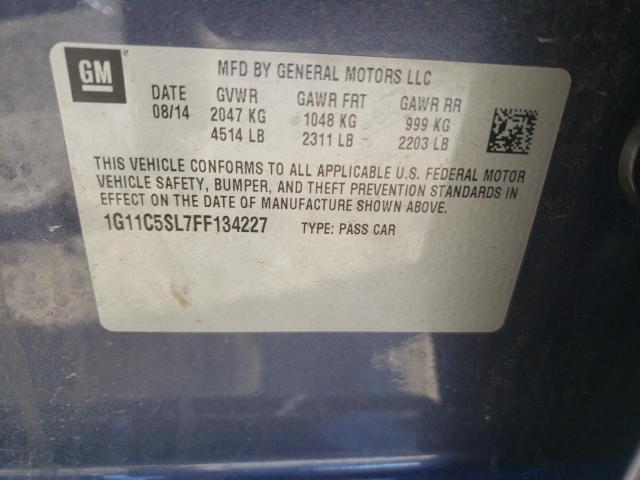 GM
MFD BY GENERAL MOTORS LLC
DATE GVWR GAWR FRT GAWR RR
08/14 2047 KG 1048 KG 999 KG
4514 LB 2311 LB 2203 LB
THIS VEHICLE CONFORMS TO ALL APPLICABLE U.S. FEDERAL MOTOR
VEHICLE SAFETY, BUMPER, AND THEFT PREVENTION STANDARDS IN
EFFECT ON THE DATE OF MANUFACTURE SHOWN ABOVE.
1G11C5SL7FF134227 TYPE: PASS CAR